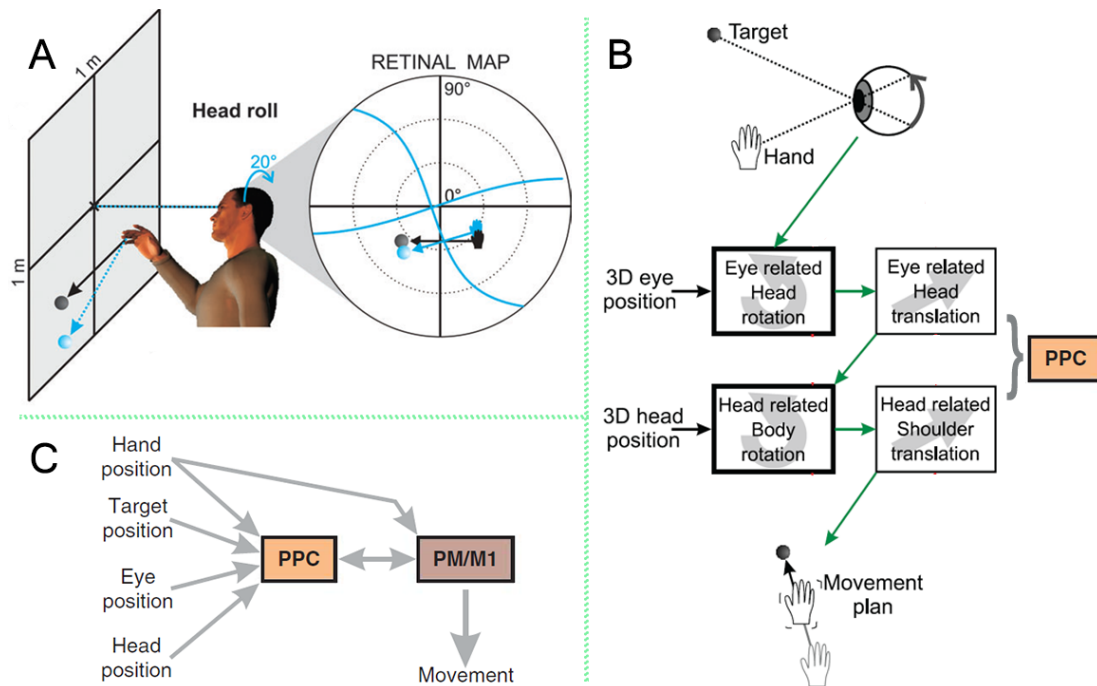 A
1 m
1 m
Head roll
20°
RETINAL MAP
90°
0°
B
Target
Hand
3D eye
position
Eye related
Head
rotation
Eye related
Head
translation
PPC
3D head
position
Head related
Body
rotation
Head related
Shoulder
translation
Movement
plan
C
Hand
position
Target
position
Eye
position
Head
position
PPC
PM/M1
Movement